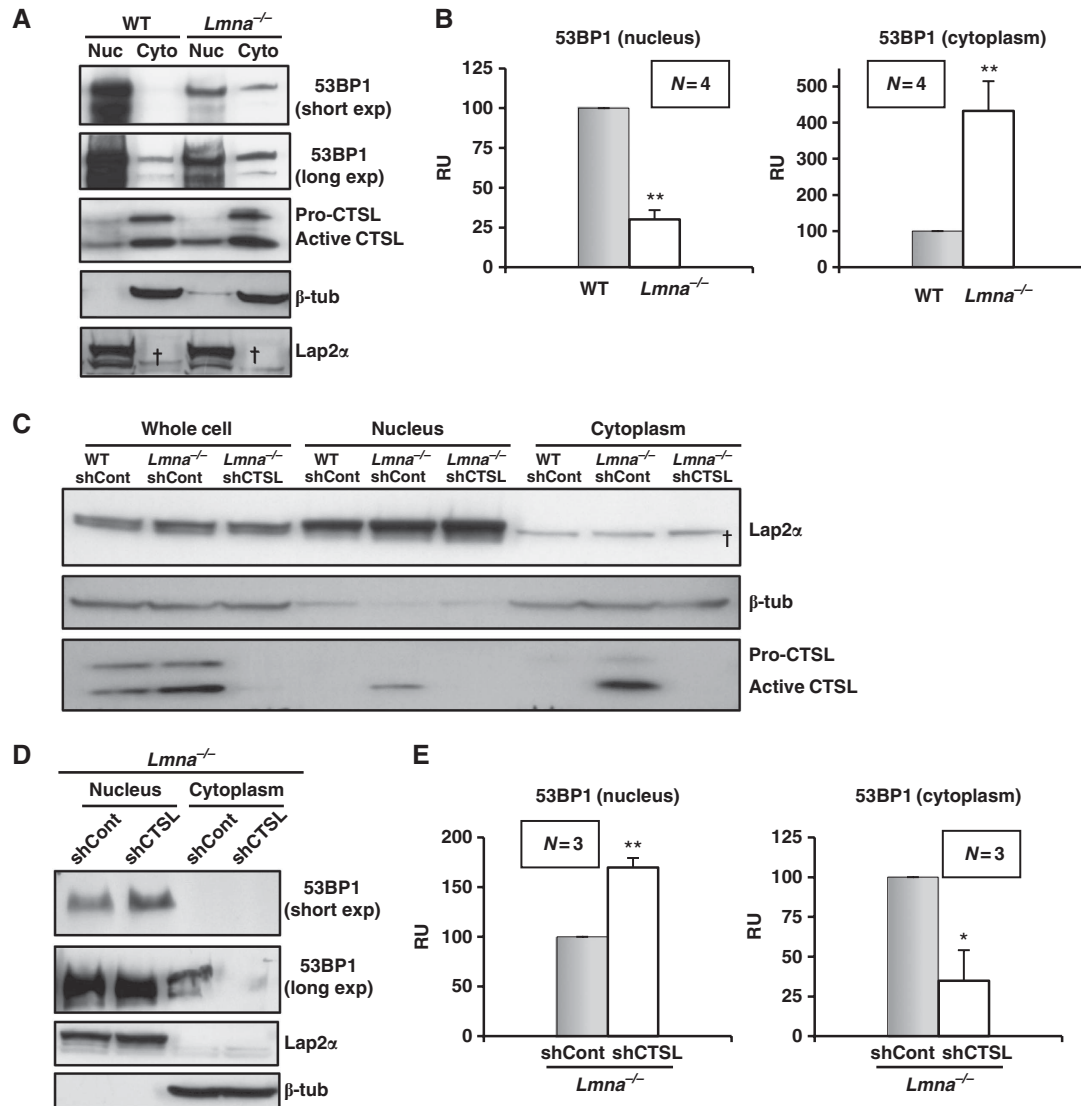 A
WT Lmna–/–
Nuc Cyto Nuc Cyto
53BP1
(short exp)
53BP1
(long exp)
Pro-CTSL
Active CTSL
β-tub
† †
Lap2α
B
53BP1 (nucleus)
125
100
75
50
25
0
RU
N=4
**
WT Lmna–/–
53BP1 (cytoplasm)
500
400
300
200
100
0
RU
N=4
**
WT Lmna–/–
C
Whole cell Nucleus Cytoplasm
WT Lmna–/– Lmna–/– WT Lmna–/– Lmna–/– WT Lmna–/– Lmna–/–
shCont shCont shCTSL shCont shCont shCTSL shCont shCont shCTSL
† Lap2α
β-tub
Pro-CTSL
Active CTSL
D
Lmna–/–
Nucleus Cytoplasm
shCont shCTSL shCont shCTSL
53BP1
(short exp)
53BP1
(long exp)
Lap2α
β-tub
E
53BP1 (nucleus)
200
150
100
50
0
RU
N=3
**
shCont shCTSL
Lmna–/–
53BP1 (cytoplasm)
125
100
75
50
25
0
RU
N=3
*
shCont shCTSL
Lmna–/–